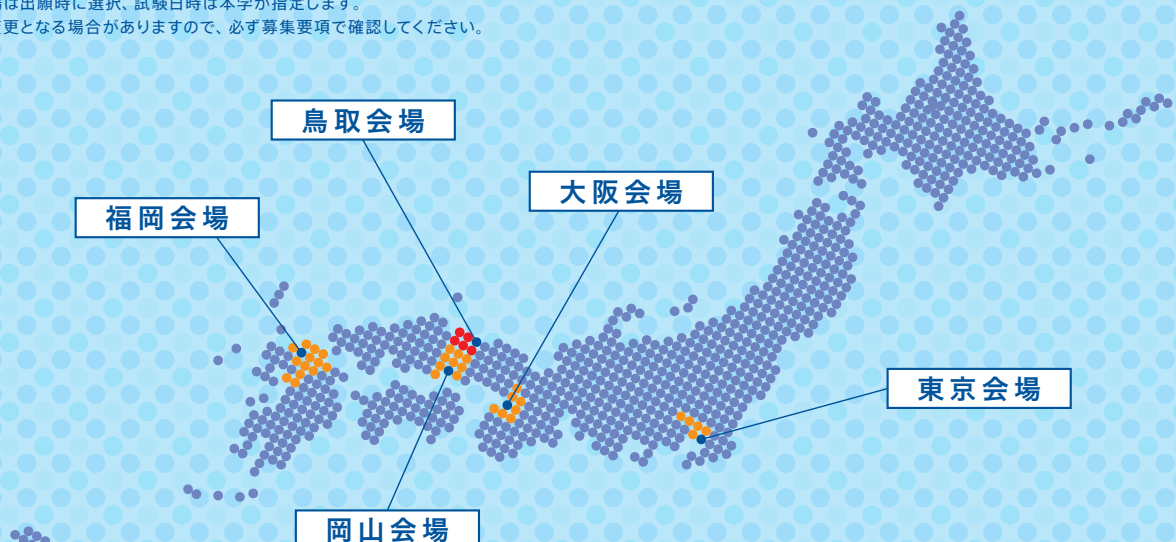 は出願時に選択、試験日時は本学が指定します。
更となる場合がありますので、必ず募集要項で確認してください。
鳥取会場
大阪会場
福岡会場
東京会場
岡山会場